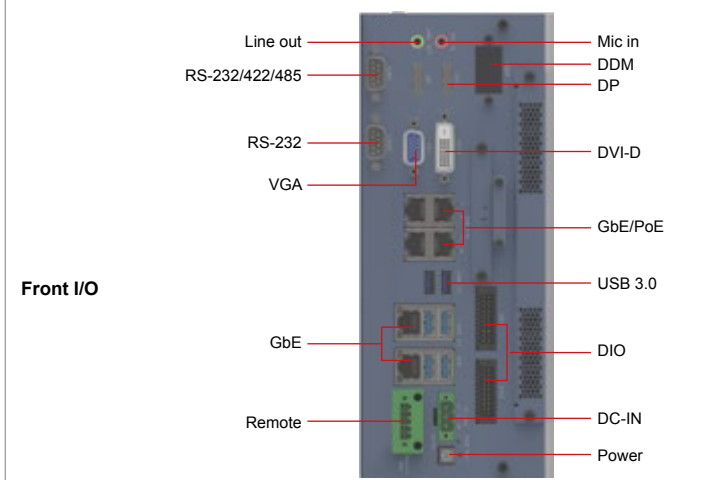 Line out
Mic in
DDM
RS-232/422/485
DP
RS-232
DVI-D
VGA
GbE/PoE
Front I/O
USB 3.0
GbE
DIO
Remote
DC-IN
Power